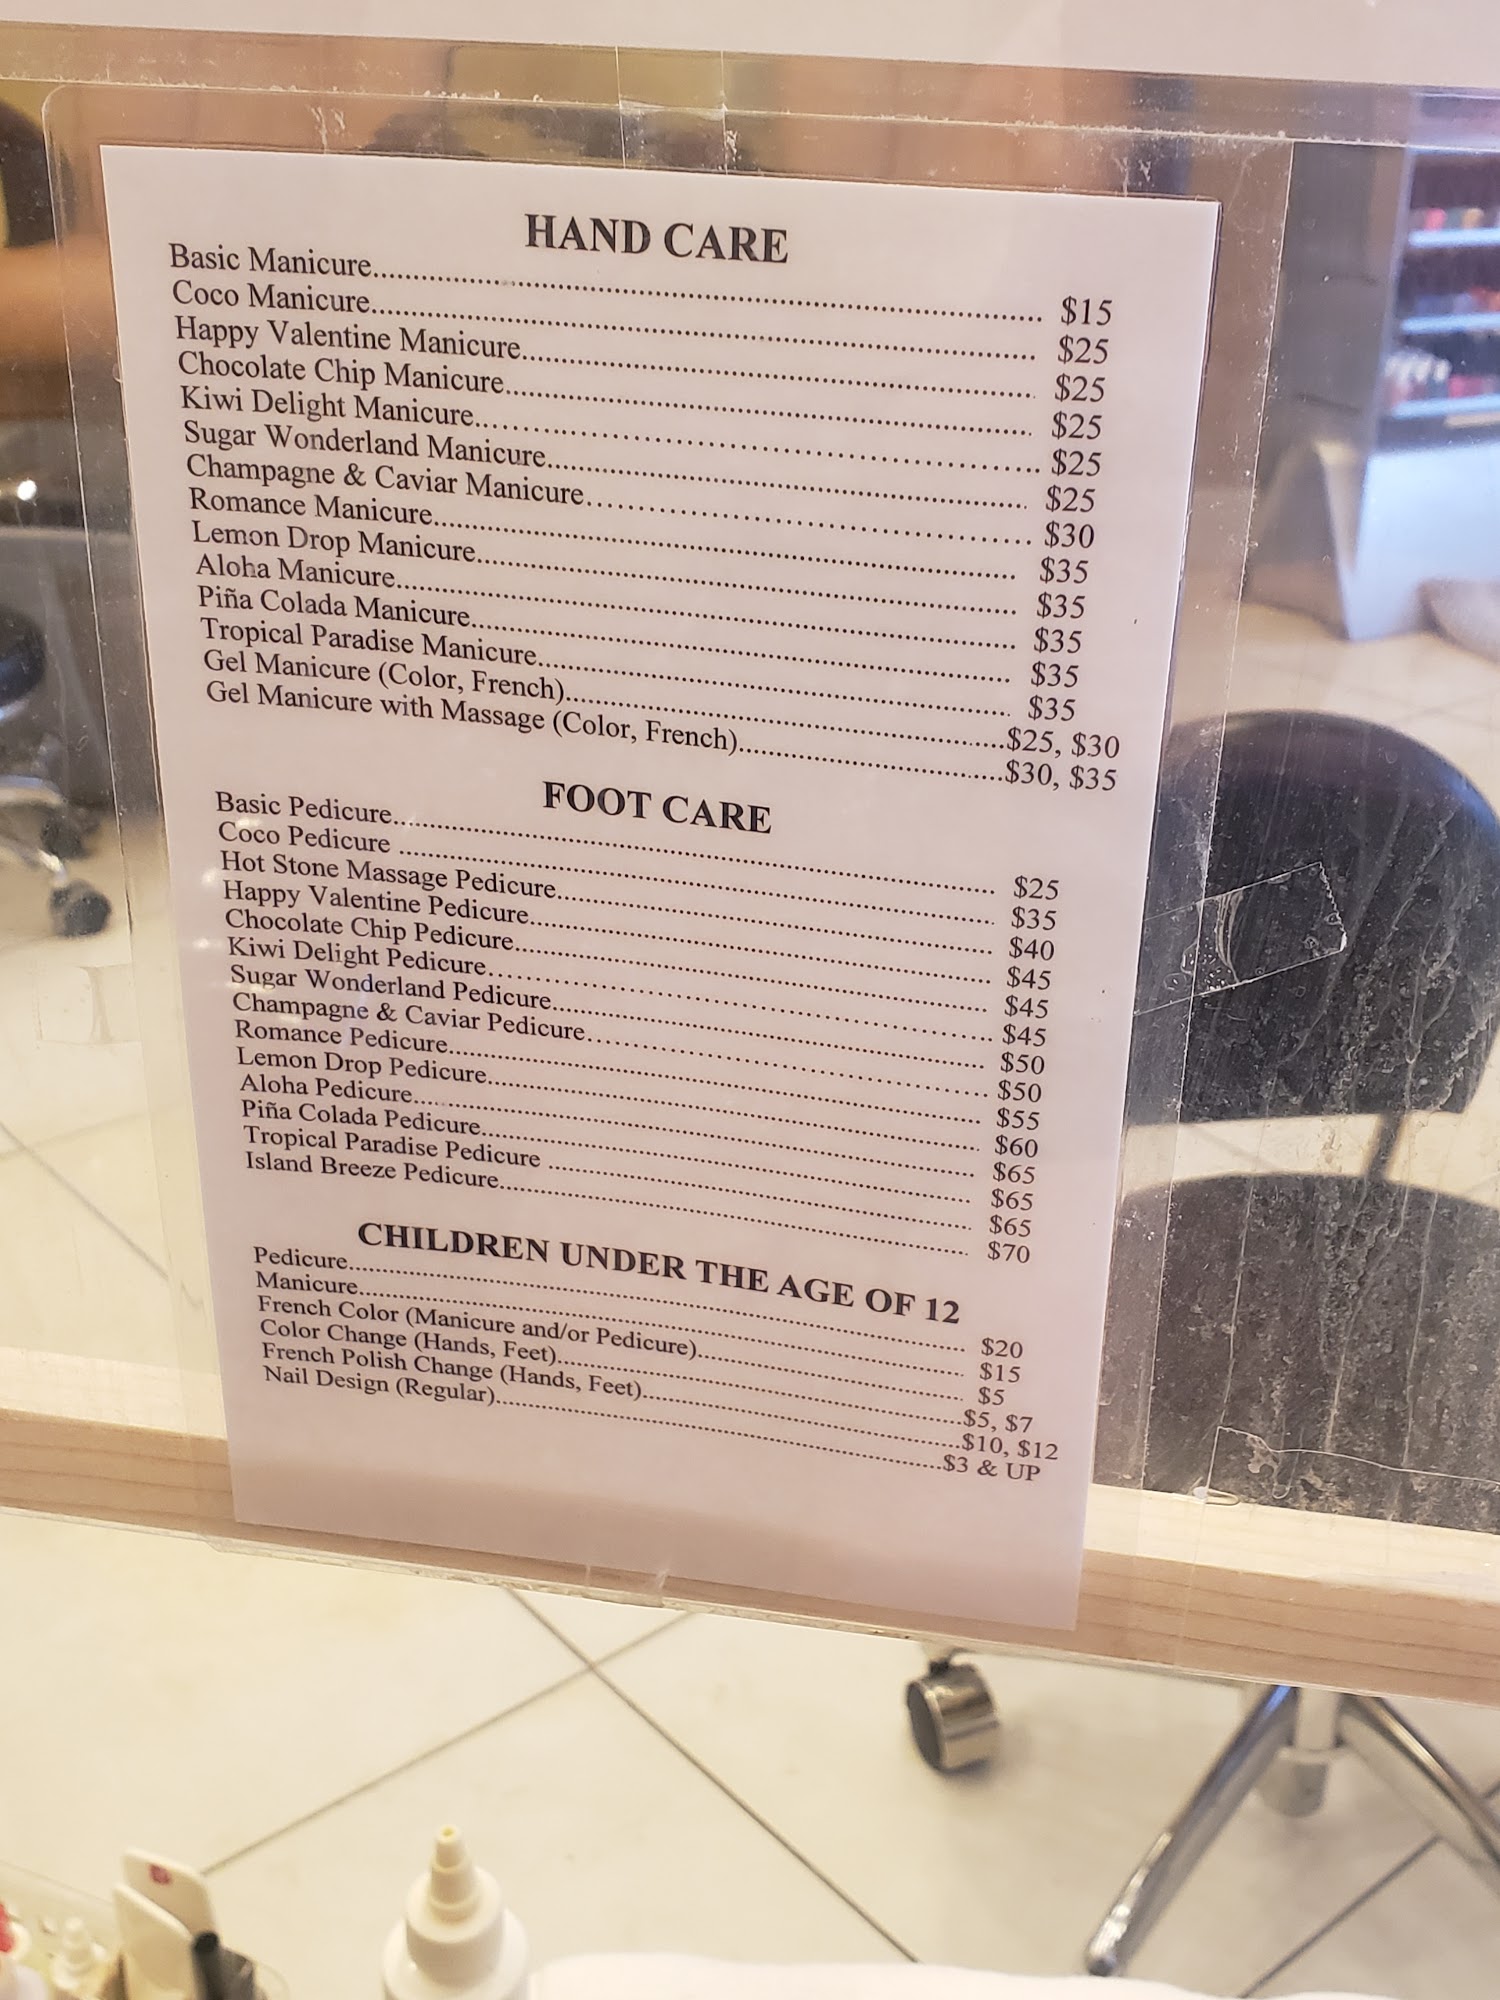 HAND CARE
Basic Manicure........ $15
Coco Manicure........ $25
Happy Valentine Manicure........ $25
Chocolate Chip Manicure........ $25
Kiwi Delight Manicure........ $25
Sugar Wonderland Manicure........ $25
Champagne & Caviar Manicure........ $30
Romance Manicure........ $35
Lemon Drop Manicure........ $35
Aloha Manicure........ $35
Piña Colada Manicure........ $35
Tropical Paradise Manicure........ $35
Gel Manicure (Color, French)........$25, $30
Gel Manicure with Massage (Color, French)........$30, $35
FOOT CARE
Basic Pedicure........ $25
Coco Pedicure ........ $35
Hot Stone Massage Pedicure........ $40
Happy Valentine Pedicure........ $45
Chocolate Chip Pedicure........ $45
Kiwi Delight Pedicure........ $45
Sugar Wonderland Pedicure........ $50
Champagne & Caviar Pedicure........ $50
Romance Pedicure........ $55
Lemon Drop Pedicure........ $60
Aloha Pedicure........ $65
Piña Colada Pedicure........ $65
Tropical Paradise Pedicure ........ $65
Island Breeze Pedicure........ $70
CHILDREN UNDER THE AGE OF 12
Pedicure........ $20
Manicure........ $15
French Color (Manicure and/or Pedicure)........ $5
Color Change (Hands, Feet)........$5, $7
French Polish Change (Hands, Feet)........$10, $12
Nail Design (Regular)........$3 & UP